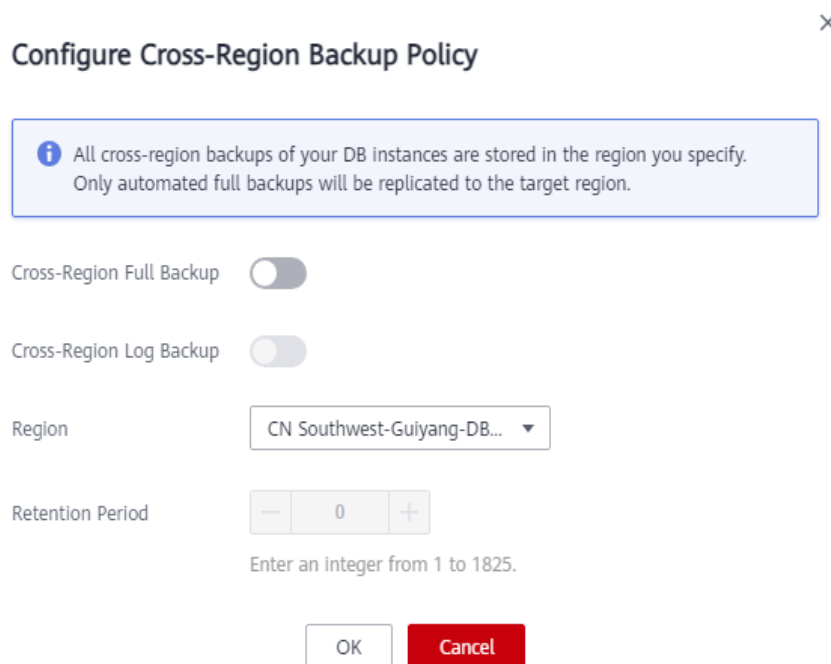 Configure Cross-Region Backup Policy
All cross-region backups of your DB instances are stored in the region you specify.
Only automated full backups will be replicated to the target region.
Cross-Region Full Backup
Cross-Region Log Backup
Region
CN Southwest-Guiyang-DB...
Retention Period
0
Enter an integer from 1 to 1825.
OK
Cancel